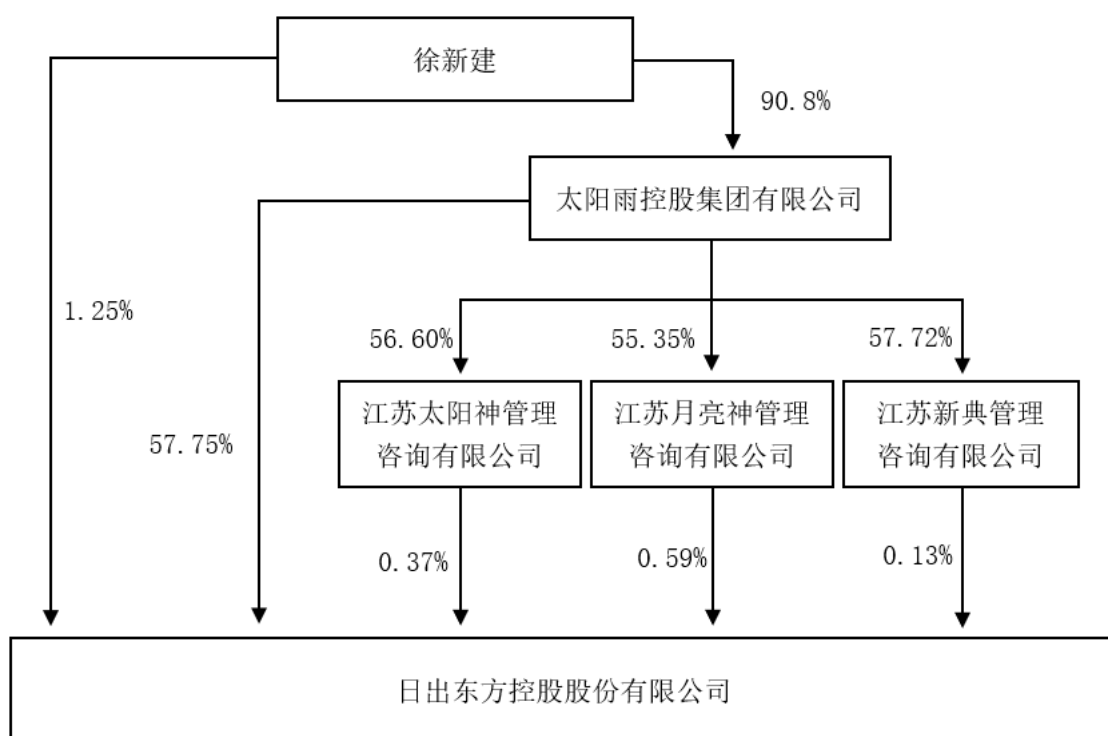 徐新建
90.8%
太阳雨控股集团有限公司
1.25%
56.60%
55.35%
57.72%
江苏太阳神管理
咨询有限公司
江苏月亮神管理
咨询有限公司
江苏新典管理
咨询有限公司
57.75%
0.37%
0.59%
0.13%
日出东方控股股份有限公司